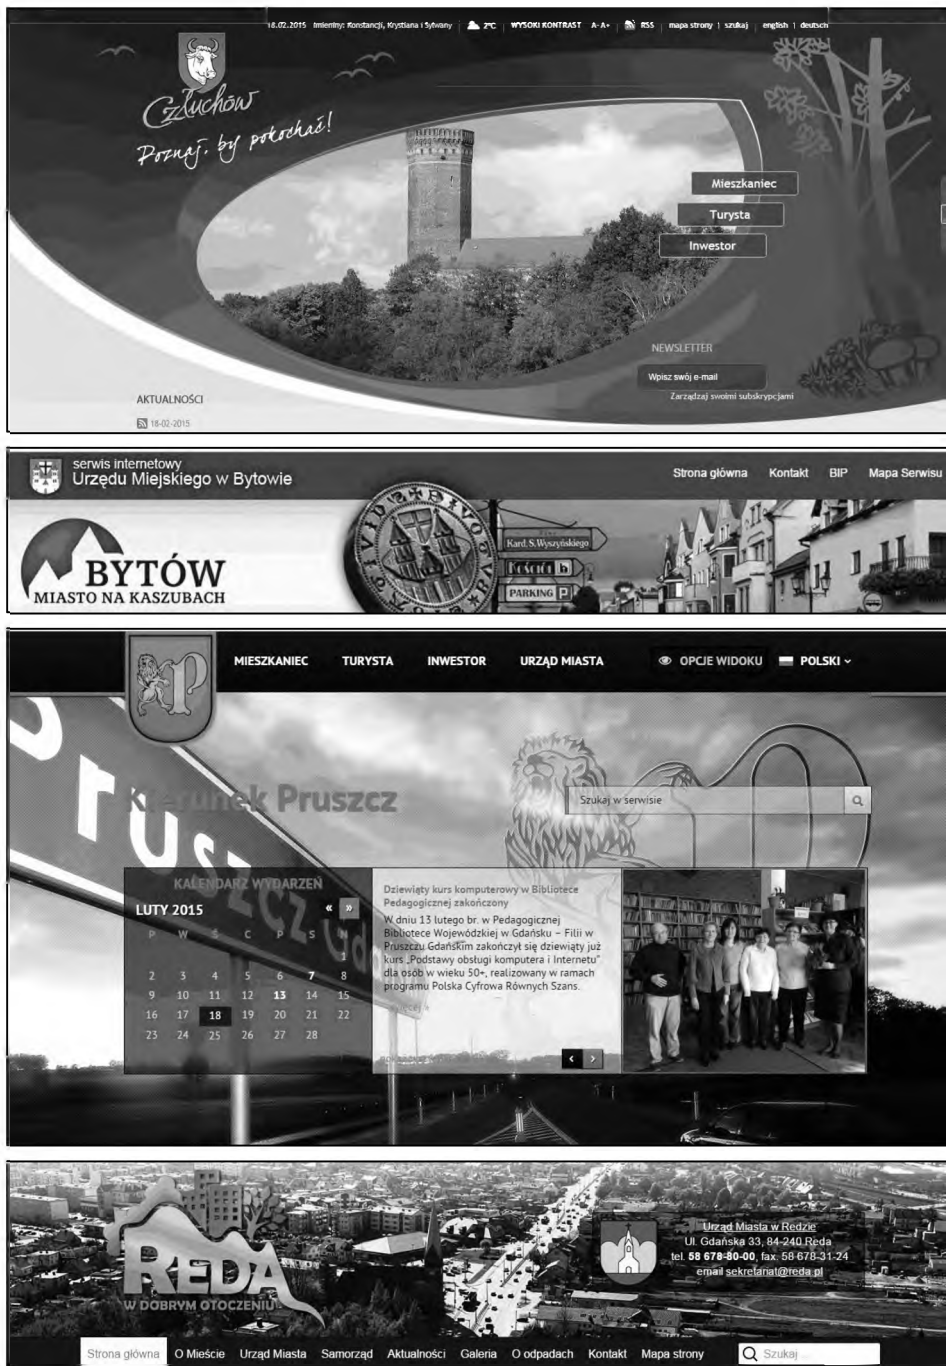 18.02.2015 Imieniny: Konstancji, Krystiana i Sylwany 2°C WYSOKI KONTRAST A- A+ RSS mapa strony | szukaj english | deutsch
Człuchów
Poznaj, by pokochać!
Mieszkaniec
Turysta
Inwestor
NEWSLETTER
Wpisz swój e-mail
Zarządzaj swoimi subskrypcjami
AKTUALNOŚCI
18-02-2015
serwis internetowy
Urzędu Miejskiego w Bytowie
Strona główna Kontakt BIP Mapa Serwisu
Kard. S. Wyszyńskiego
KOŚCIÓŁ
PARKING P
BYTÓW
MIASTO NA KASZUBACH
P
MIESZKANIEC TURYSTA INWESTOR URZĄD MIASTA OPCJE WIDOKU POLSKI
Kierunek Pruszcz
Szukaj w serwisie
Pruszcz Gda
KALENDARZ WYDARZEŃ
LUTY 2015 « »
P W Ś C P S N
1
2 3 4 5 6 7 8
9 10 11 12 13 14 15
16 17 18 19 20 21 22
23 24 25 26 27 28
Dziewiąty kurs komputerowy w Bibliotece
Pedagogicznej zakończony
W dniu 13 lutego br. w Pedagogicznej
Bibliotece Wojewódzkiej w Gdańsku – Filii w
Pruszczu Gdańskim zakończył się dziewiąty już
kurs „Podstawy obsługi komputera i Internetu”
dla osób w wieku 50+, realizowany w ramach
programu Polska Cyfrowa Równych Szans.
REDA
W DOBRYM OTOCZENIU
Urząd Miasta w Redzie
Ul. Gdańska 33, 84-240 Reda
tel. 58 678-80-00, fax. 58 678-31-24
email sekretariat@reda.pl
Strona główna O Mieście Urząd Miasta Samorząd Aktualności Galeria O odpadach Kontakt Mapa strony Szukaj ...